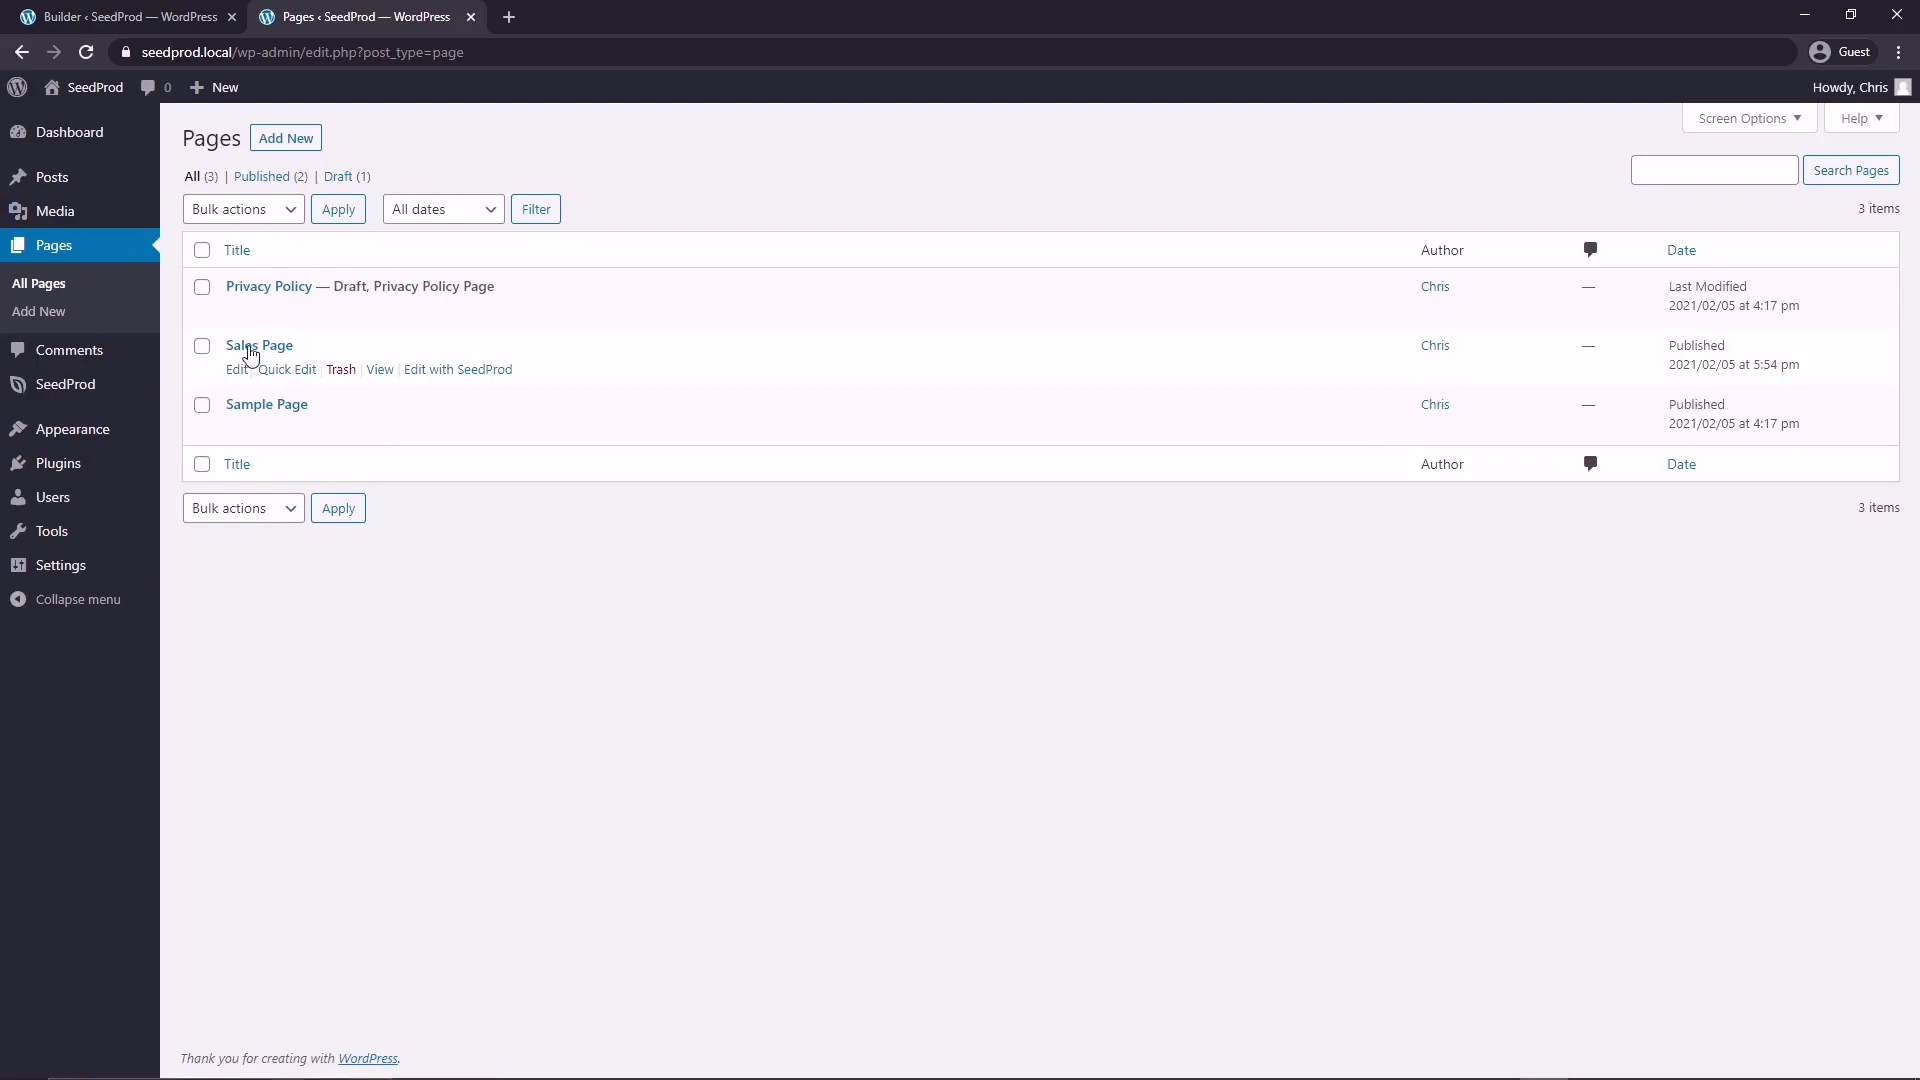 Builder ‹ SeedProd — WordPress
Pages ‹ SeedProd — WordPress
seedprod.local/wp-admin/edit.php?post_type=page
Guest
SeedProd 0 New
Howdy, Chris
Dashboard
Posts
Media
Pages
All Pages
Add New
Comments
SeedProd
Appearance
Plugins
Users
Tools
Settings
Collapse menu
Screen Options
Help
Pages Add New
All (3) | Published (2) | Draft (1)
Search Pages
Bulk actions Apply All dates Filter
3 items
Title Author Date
Privacy Policy — Draft, Privacy Policy Page Chris — Last Modified
2021/02/05 at 4:17 pm
Sales Page Chris — Published
2021/02/05 at 5:54 pm
Edit | Quick Edit | Trash | View | Edit with SeedProd
Sample Page Chris — Published
2021/02/05 at 4:17 pm
Title Author Date
Bulk actions Apply
3 items
Thank you for creating with WordPress.